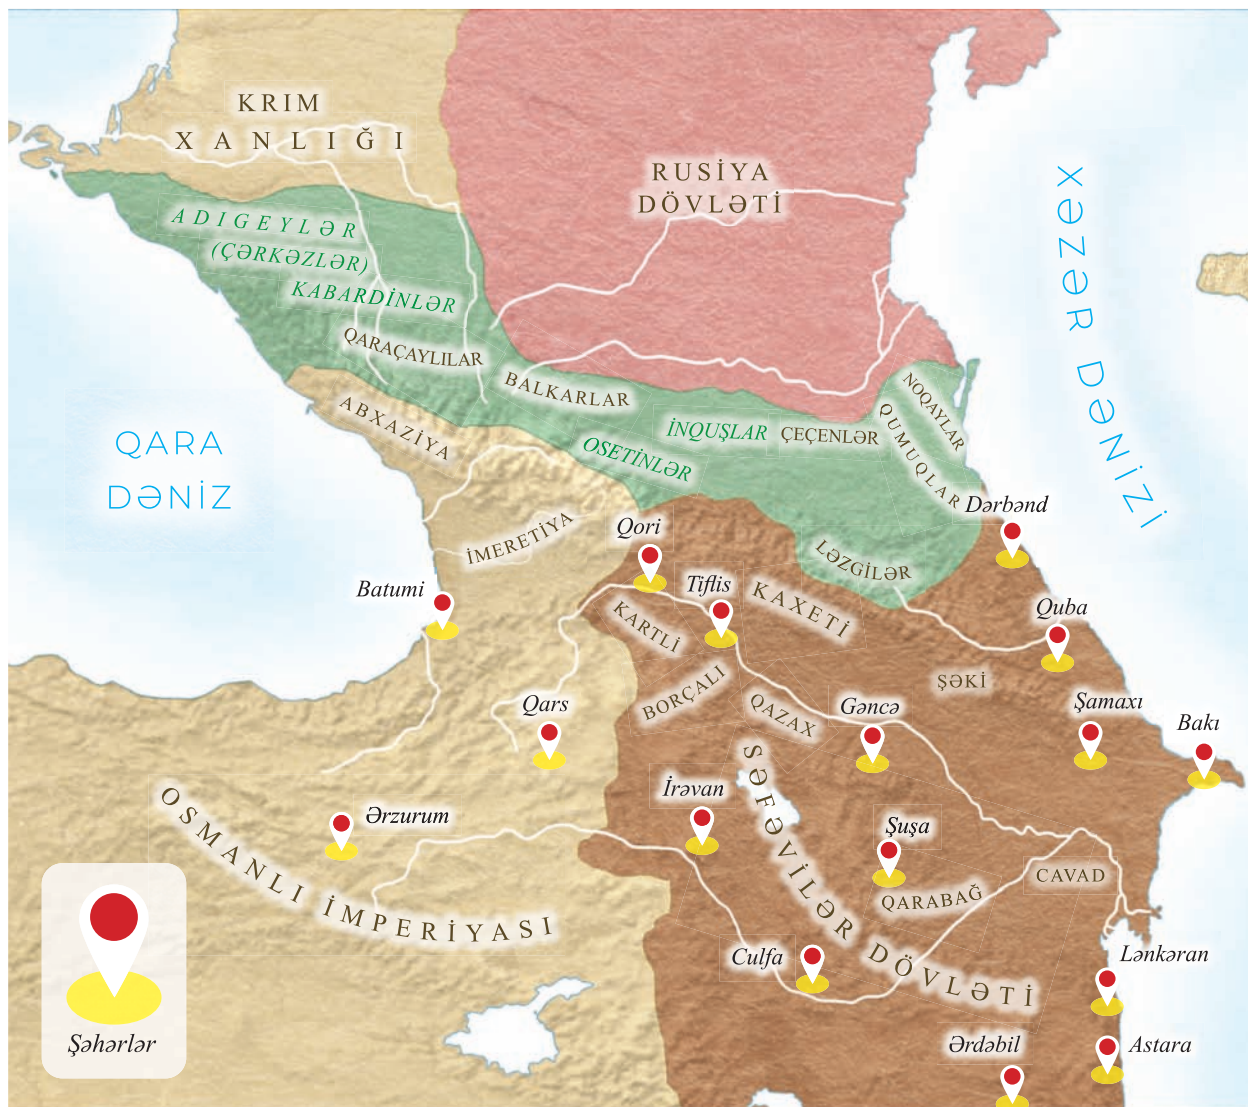 KRIM
XANLIĞI
RUSİYA
DÖVLƏTİ
XƏZƏR DƏNİZİ
ADIGEYLƏR
(ÇƏRKƏZLƏR)
KABARDİNLƏR
QARAÇAYLILAR
BALKARLAR
NOQAYLAR
QUMUQLAR
ABXAZİYA
İNQUŞLAR
ÇEÇENLƏR
OSETİNLƏR
QARA
DƏNİZ
Dərbənd
Qori
İMERETİYA
LƏZGİLƏR
Batumi
Tiflis
KAXETİ
Quba
KARTLİ
ŞƏKİ
BORÇALI
QAZAX
Qars
Gəncə
Şamaxı
Bakı
İrəvan
SƏFƏVİLƏR DÖVLƏTİ
Ərzurum
Şuşa
OSMANLI İMPERİYASI
QARABAĞ
CAVAD
Culfa
Lənkəran
Ərdəbil
Astara
Şəhərlər